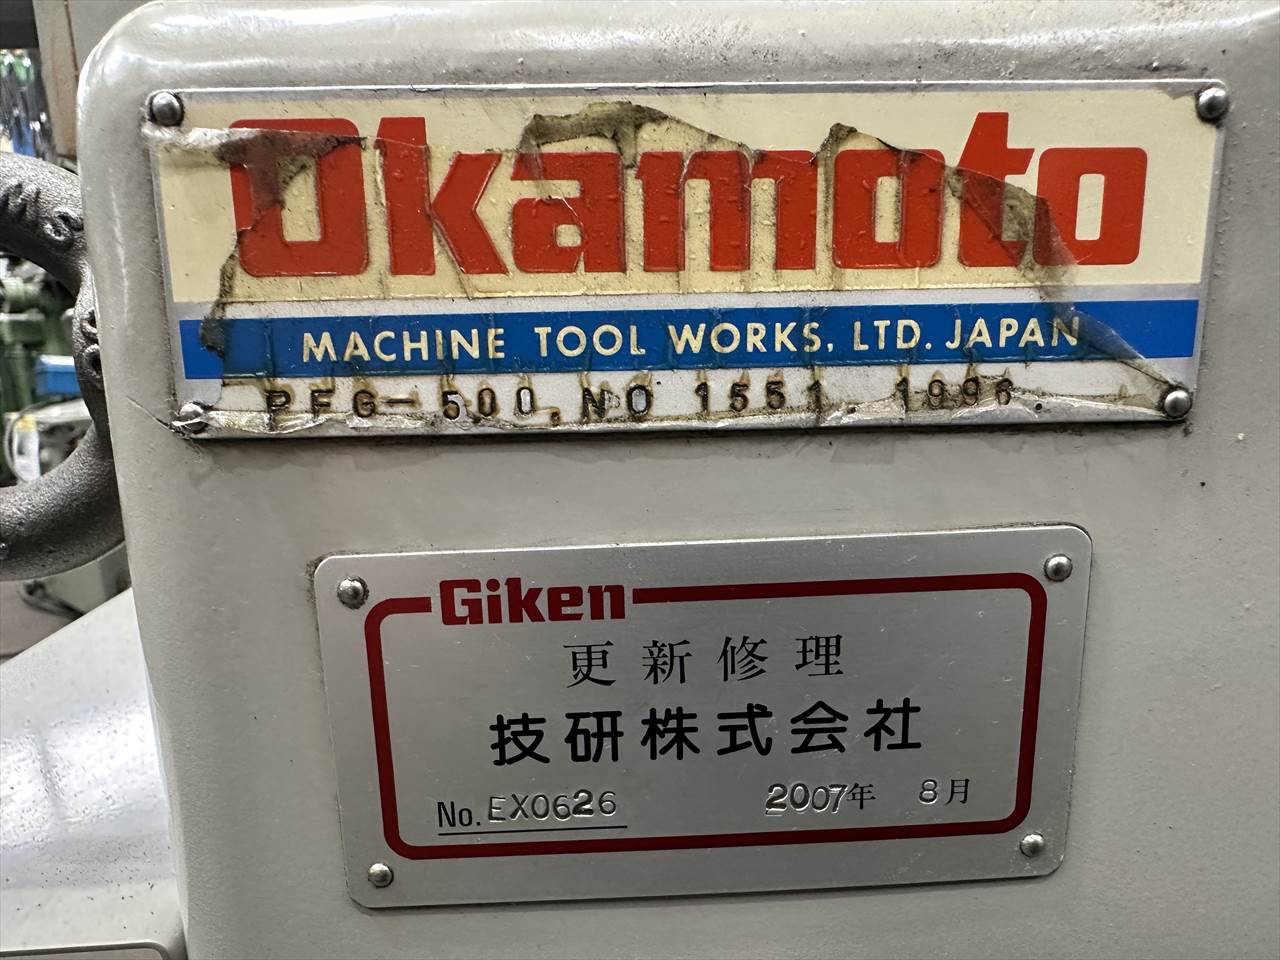 Okamoto
MACHINE TOOL WORKS, LTD. JAPAN
PFG-500. NO 1551 1996
Giken
更新修理
技研株式会社
No. EX0626 2007年 8月